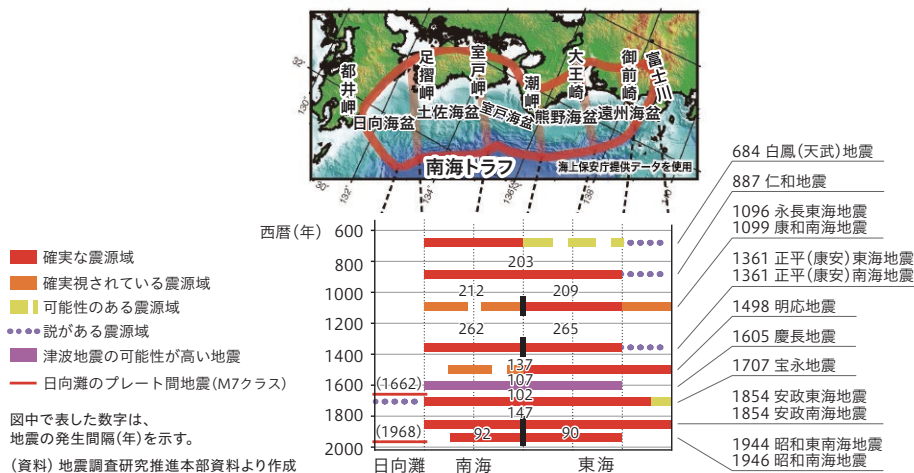 都井岬
足摺岬
室戸岬
潮岬
大王崎
御前崎
富士川
日向海盆
土佐海盆
室戸海盆
熊野海盆
遠州海盆
南海トラフ
海上保安庁提供データを使用
32°
130°
30°
132°
134°
136°
138°
140°
西暦(年)
600
800
1000
1200
1400
1600
1800
2000
203
212
209
262
265
137
107
102
147
92
90
(1662)
(1968)
日向灘
南海
東海
684 白鳳(天武)地震
887 仁和地震
1096 永長東海地震
1099 康和南海地震
1361 正平(康安)東海地震
1361 正平(康安)南海地震
1498 明応地震
1605 慶長地震
1707 宝永地震
1854 安政東海地震
1854 安政南海地震
1944 昭和東南海地震
1946 昭和南海地震
確実な震源域
確実視されている震源域
可能性のある震源域
説がある震源域
津波地震の可能性が高い地震
日向灘のプレート間地震(M7クラス)
図中で表した数字は、
地震の発生間隔(年)を示す。
(資料) 地震調査研究推進本部資料より作成